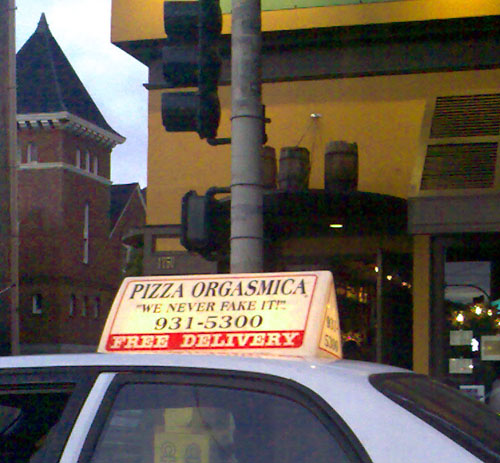 PIZZA ORGASMICA
"WE NEVER FAKE IT!"
931-5300
FREE DELIVERY